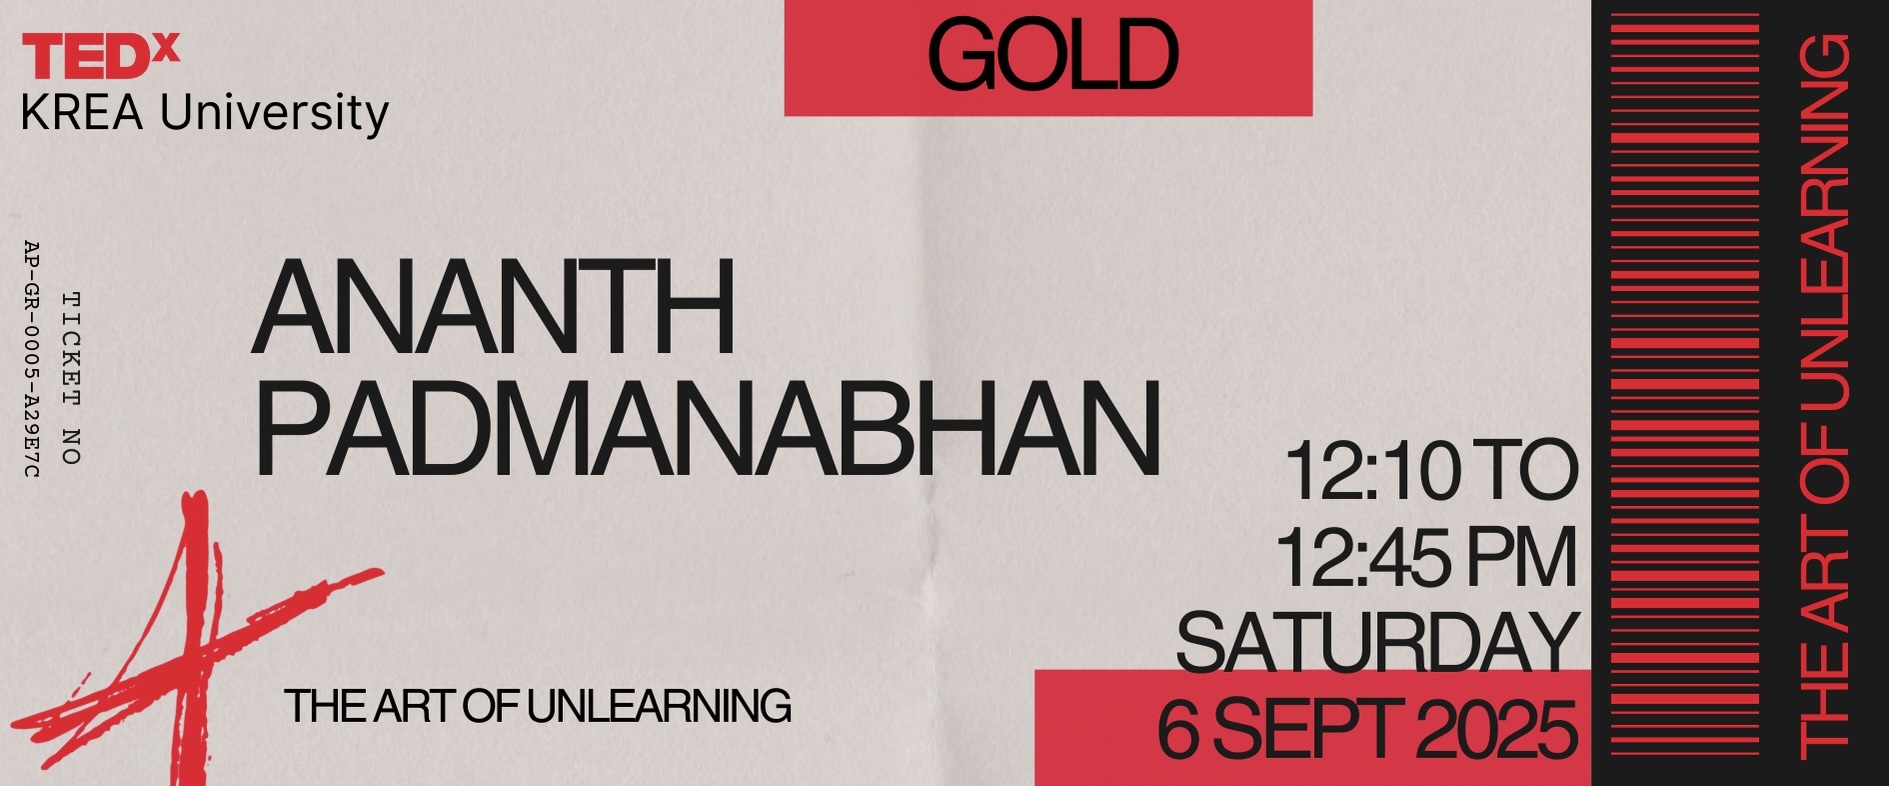 TEDx
KREA University
GOLD
TICKET NO
AP-GR-0005-A29E7C
ANANTH
PADMANABHAN
12:10 TO
12:45 PM
SATURDAY
6 SEPT 2025
THE ART OF UNLEARNING
THE ART OF UNLEARNING